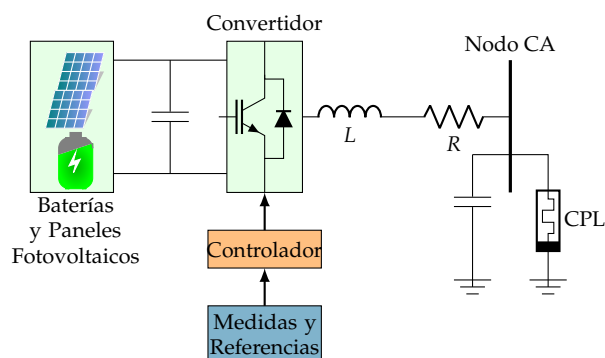 Convertidor
Nodo CA
L
R
Baterías
y Paneles
Fotovoltaicos
CPL
Controlador
Medidas y
Referencias